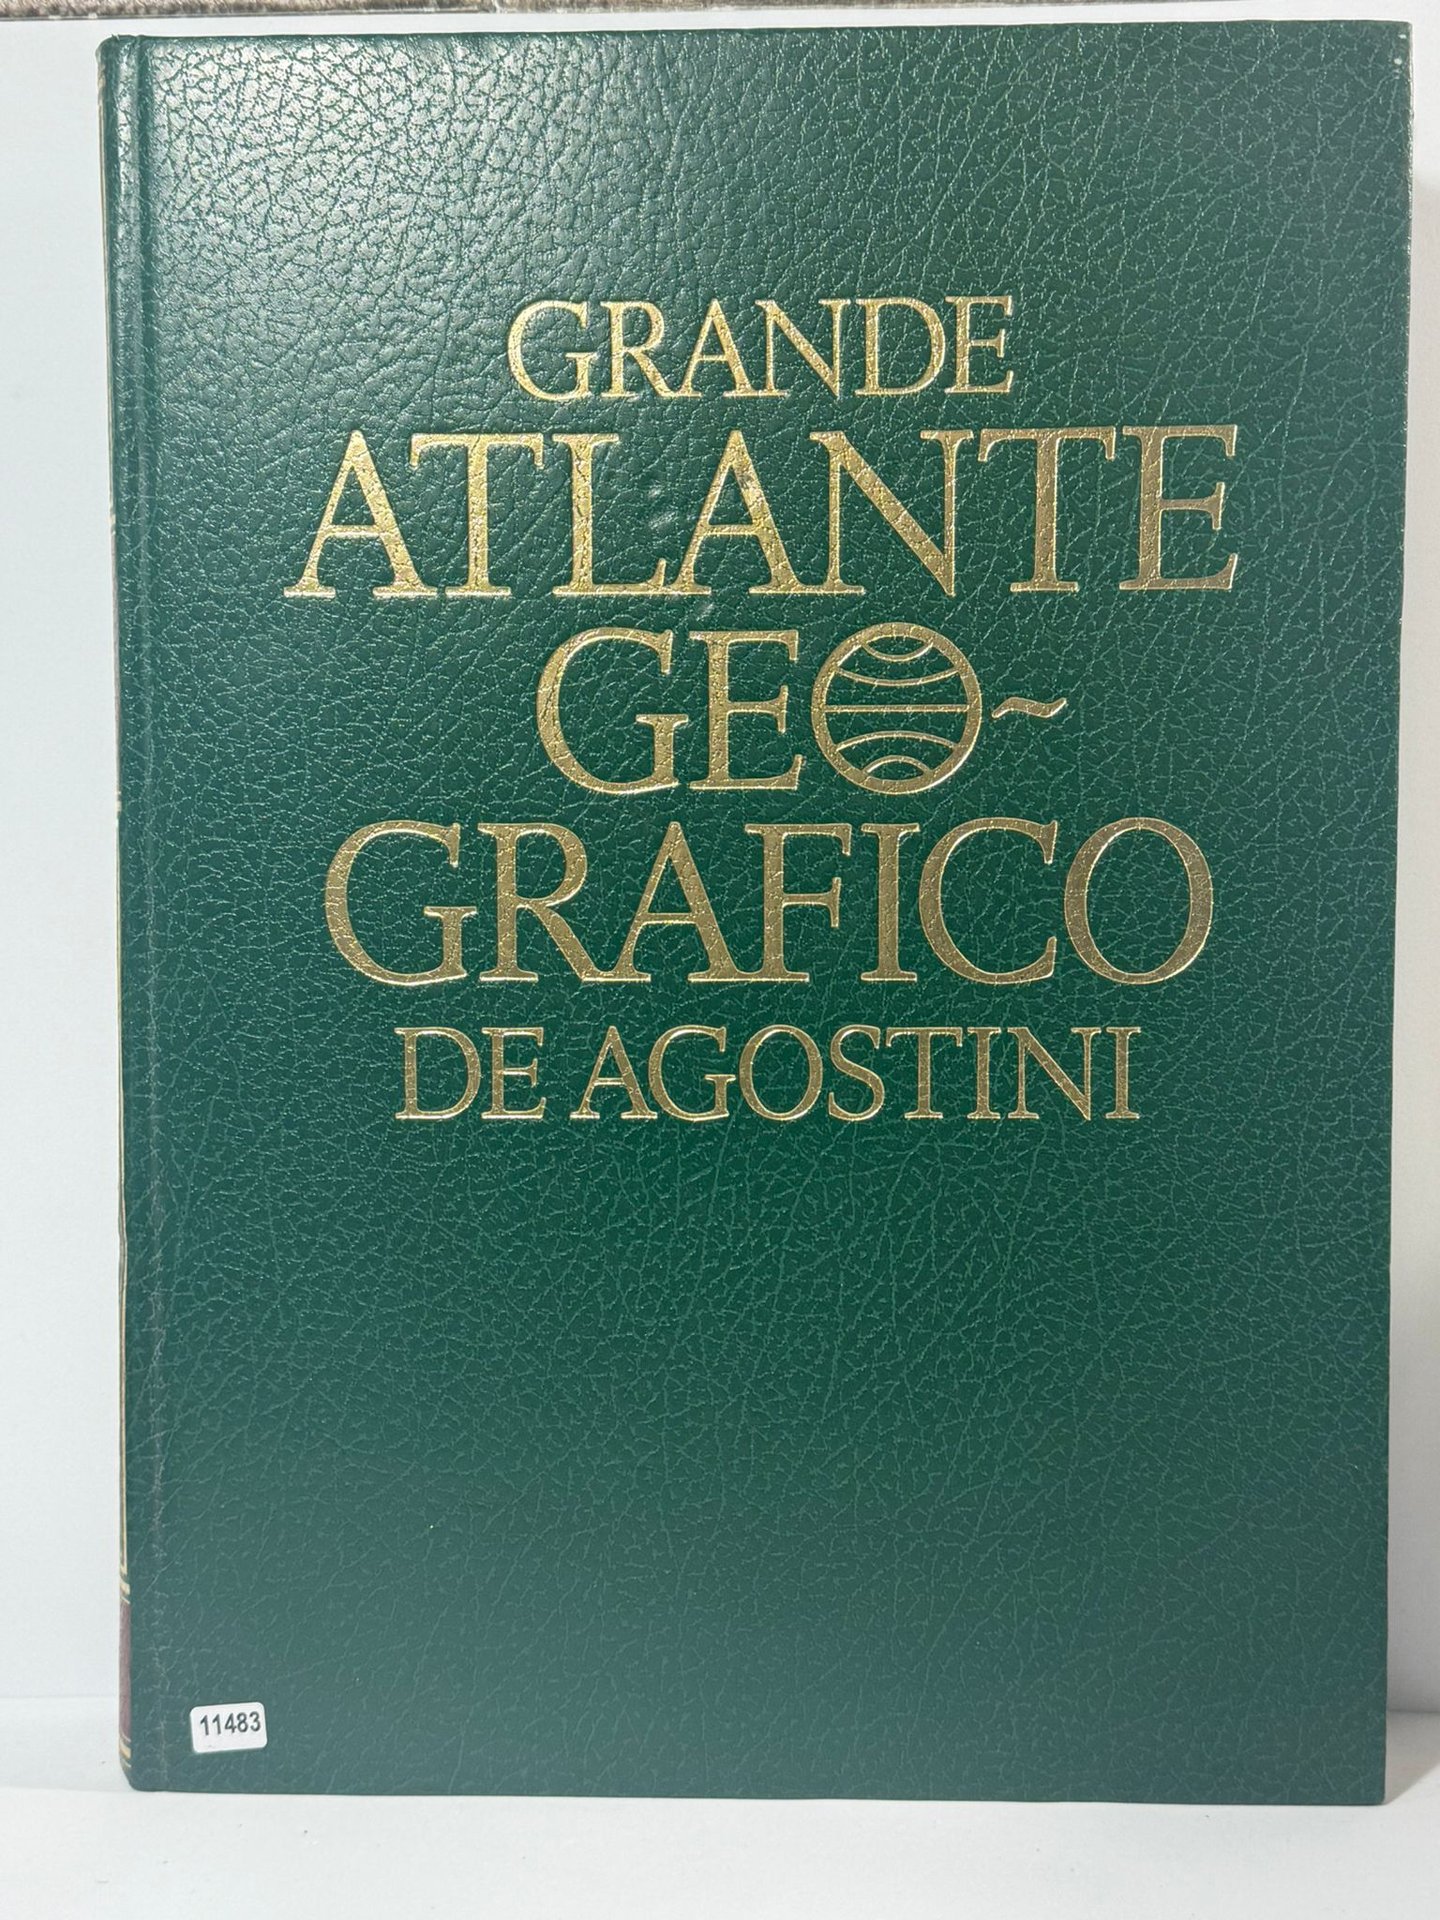 GRANDE
ATLANTE
GEO~
GRAFICO
DE AGOSTINI
11483